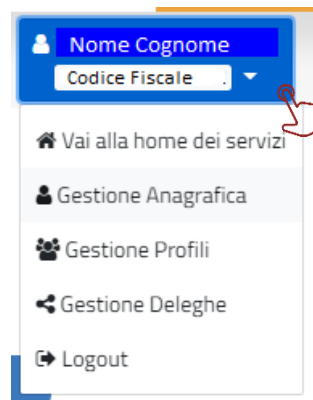 Nome Cognome
Codice Fiscale .
Vai alla home dei servizi
Gestione Anagrafica
Gestione Profili
Gestione Deleghe
Logout